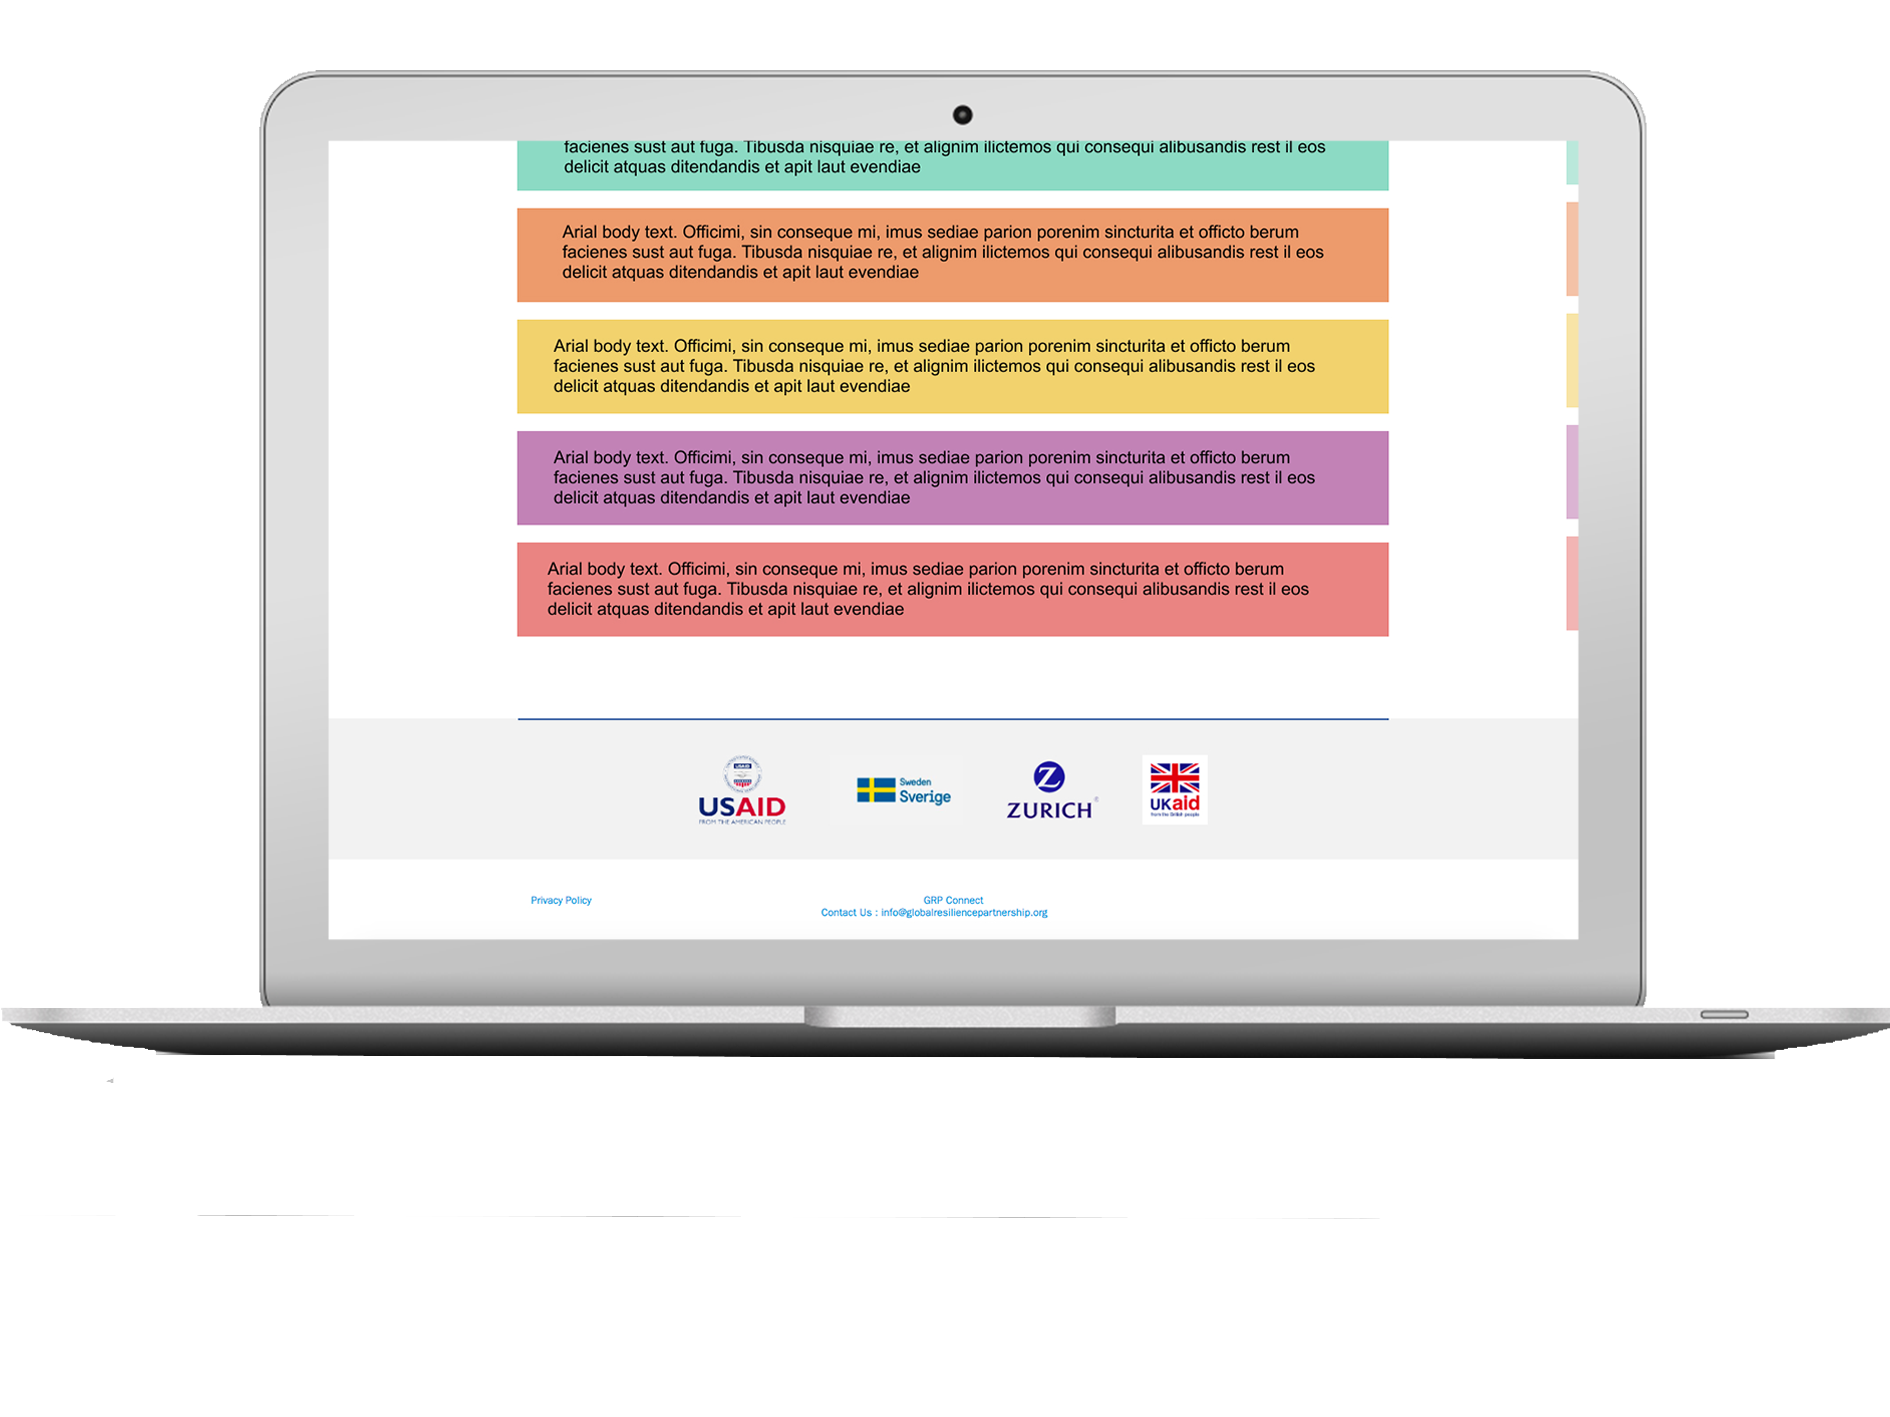 facienes sust aut fuga. Tibusda nisquiae re, et alignim ilictemos qui consequi alibusandis rest il eos
delicit atquas ditendandis et apit laut evendiae
Arial body text. Officimi, sin conseque mi, imus sediae parion porenim sincturita et officto berum
facienes sust aut fuga. Tibusda nisquiae re, et alignim ilictemos qui consequi alibusandis rest il eos
delicit atquas ditendandis et apit laut evendiae
Arial body text. Officimi, sin conseque mi, imus sediae parion porenim sincturita et officto berum
facienes sust aut fuga. Tibusda nisquiae re, et alignim ilictemos qui consequi alibusandis rest il eos
delicit atquas ditendandis et apit laut evendiae
Arial body text. Officimi, sin conseque mi, imus sediae parion porenim sincturita et officto berum
facienes sust aut fuga. Tibusda nisquiae re, et alignim ilictemos qui consequi alibusandis rest il eos
delicit atquas ditendandis et apit laut evendiae
Arial body text. Officimi, sin conseque mi, imus sediae parion porenim sincturita et officto berum
facienes sust aut fuga. Tibusda nisquiae re, et alignim ilictemos qui consequi alibusandis rest il eos
delicit atquas ditendandis et apit laut evendiae
USAID
USAID
FROM THE AMERICAN PEOPLE
Sweden
Sverige
Z
ZURICH®
UKaid
from the British people
Privacy Policy
GRP Connect
Contact Us : info@globalresiliencepartnership.org